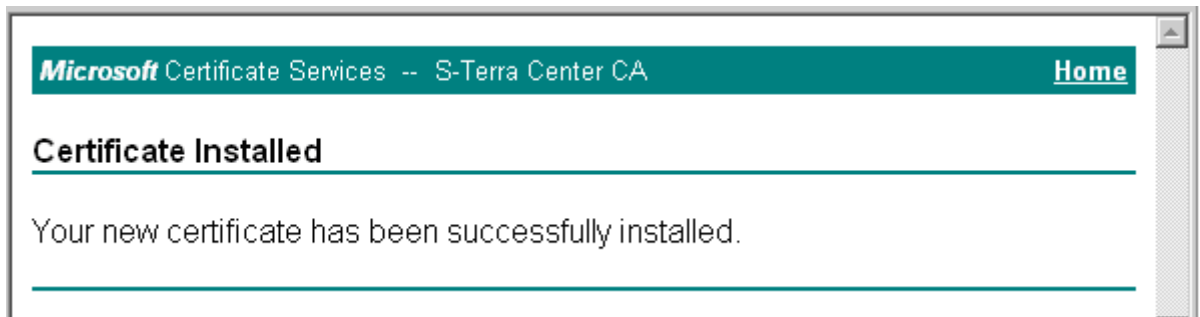 Microsoft Certificate Services -- S-Terra Center CA Home
Certificate Installed
Your new certificate has been successfully installed.